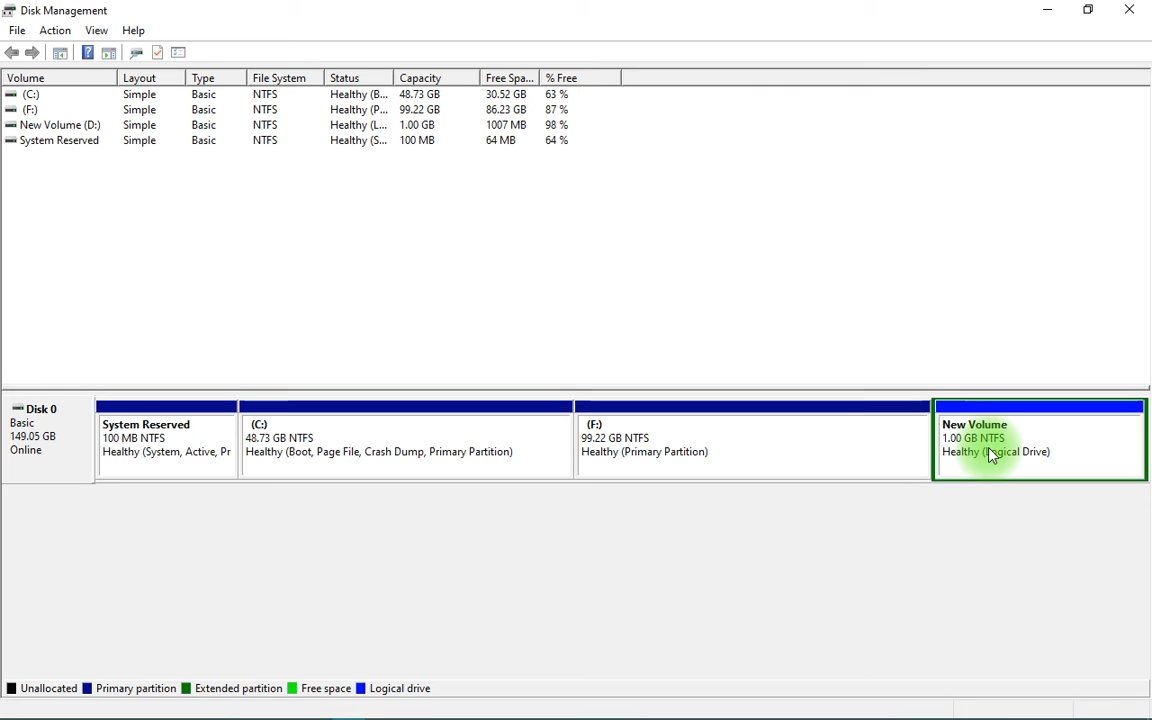 Disk Management
File Action View Help
Volume Layout Type File System Status Capacity Free Spa... % Free
(C:) Simple Basic NTFS Healthy (B... 48.73 GB 30.52 GB 63 %
(F:) Simple Basic NTFS Healthy (P... 99.22 GB 86.23 GB 87 %
New Volume (D:) Simple Basic NTFS Healthy (L... 1.00 GB 1007 MB 98 %
System Reserved Simple Basic NTFS Healthy (S... 100 MB 64 MB 64 %
Disk 0
Basic
149.05 GB
Online
System Reserved
100 MB NTFS
Healthy (System, Active, Pr
(C:)
48.73 GB NTFS
Healthy (Boot, Page File, Crash Dump, Primary Partition)
(F:)
99.22 GB NTFS
Healthy (Primary Partition)
New Volume
1.00 GB NTFS
Healthy (Logical Drive)
Unallocated Primary partition Extended partition Free space Logical drive